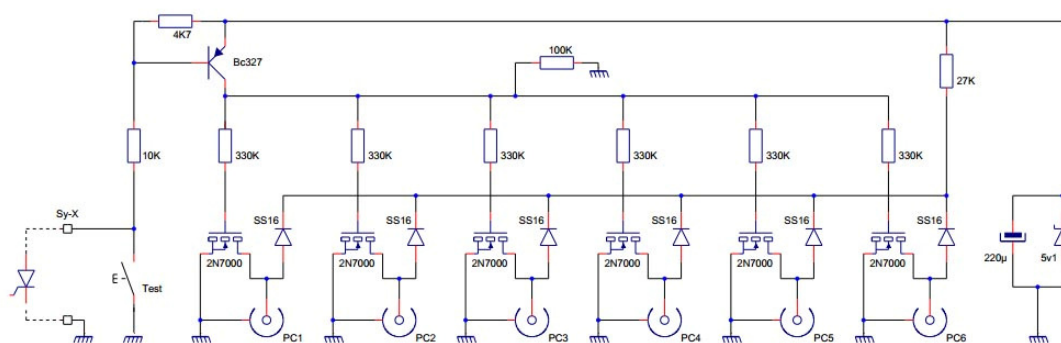 4K7
Bc327
100K
27K
10K
330K
330K
330K
330K
330K
330K
Sy-X
SS16
SS16
SS16
SS16
SS16
SS16
2N7000
2N7000
2N7000
2N7000
2N7000
2N7000
220µ
5v1
E
Test
PC1
PC2
PC3
PC4
PC5
PC6